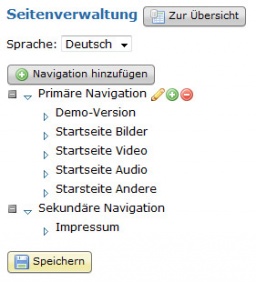 Seitenverwaltung Zur Übersicht
Sprache: Deutsch
Navigation hinzufügen
Primäre Navigation
Demo-Version
Startseite Bilder
Startseite Video
Startseite Audio
Starsteite Andere
Sekundäre Navigation
Impressum
Speichern